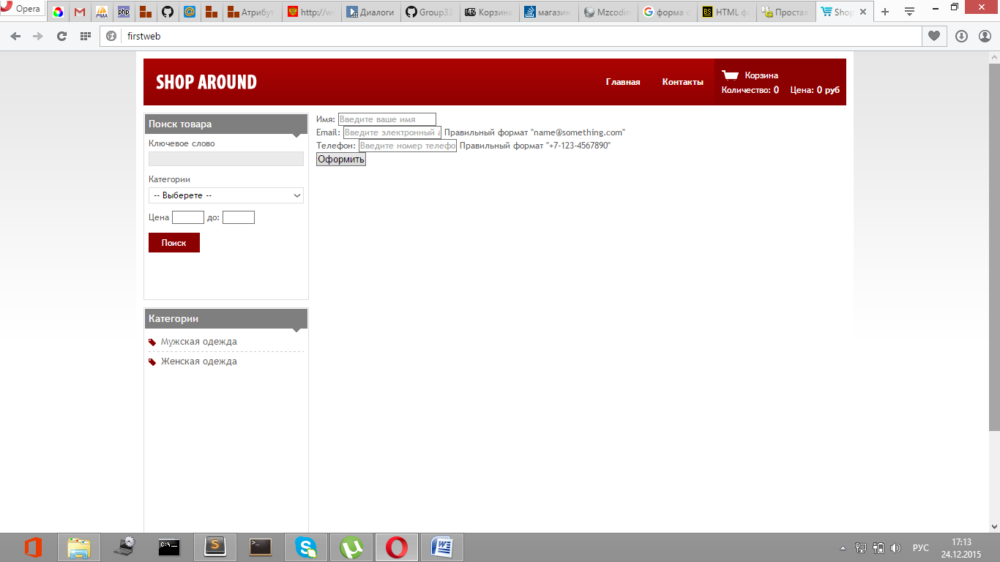 Opera
Атрибут
http://w
Диалоги
Group33
Корзина
магазин
Mzcodin
форма
HTML
Простая
Shop
firstweb
SHOP AROUND
Главная
Контакты
Корзина
Количество: 0 Цена: 0 руб
Поиск товара
Ключевое слово
Категории
-- Выберете --
Цена до:
Поиск
Имя: Введите ваше имя
Email: Введите электронный а Правильный формат "name@something.com"
Телефон: Введите номер телефо Правильный формат "+7-123-4567890"
Оформить
Категории
Мужская одежда
Женская одежда
РУС
17:13
24.12.2015